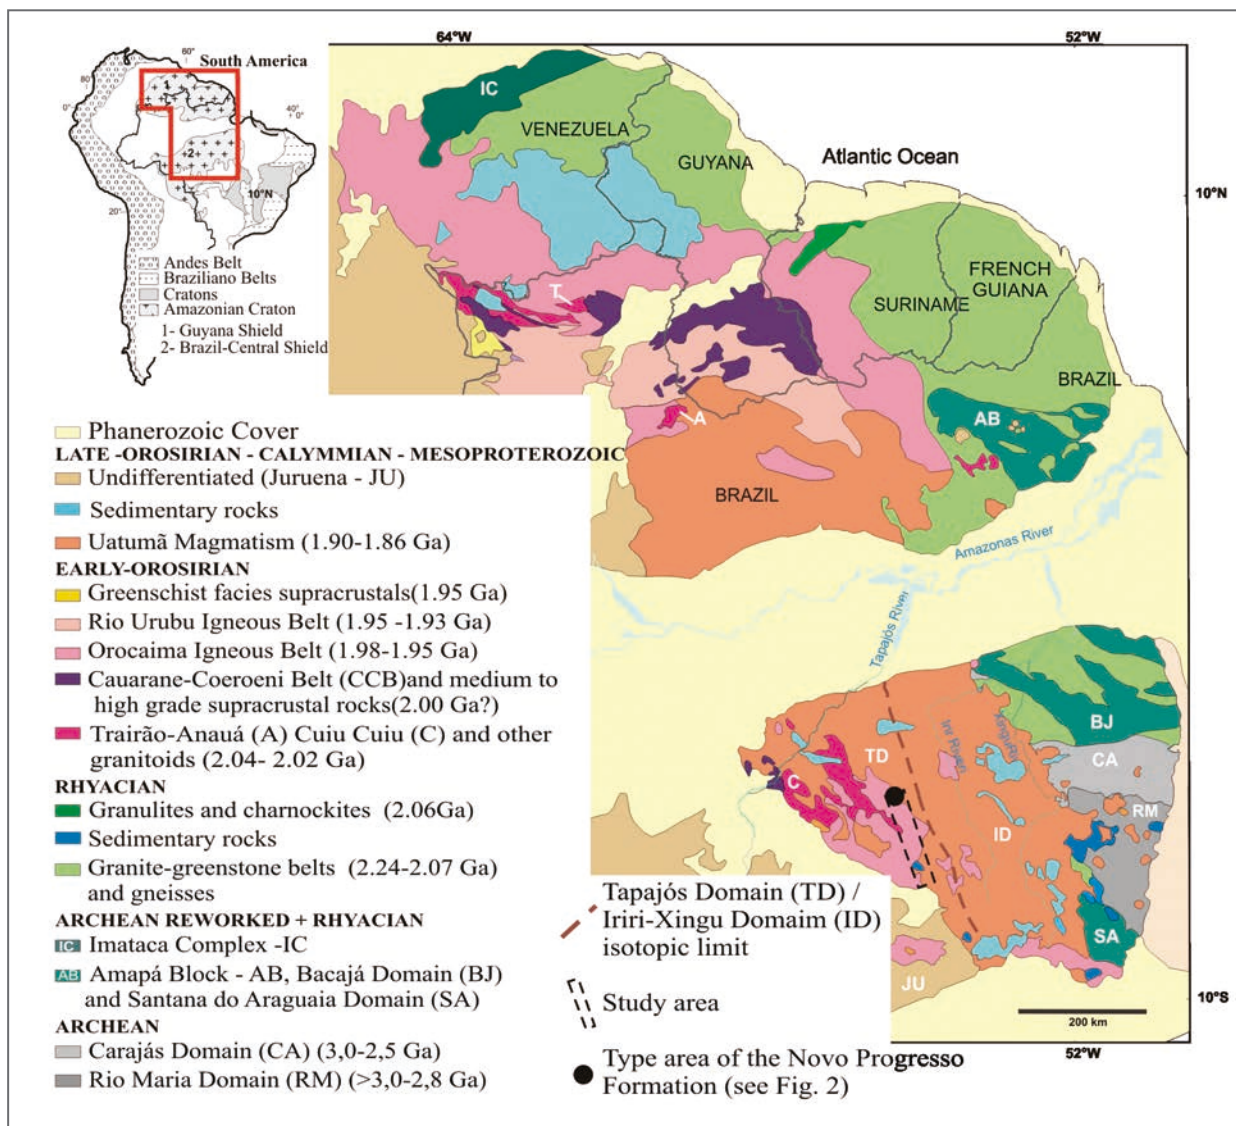 64°W
52°W
60°
South America
80°
1
0°
40°
0°
2
10°N
20°
Andes Belt
Braziliano Belts
Cratons
Amazonian Craton
1- Guyana Shield
2- Brazil-Central Shield
IC
VENEZUELA
GUYANA
Atlantic Ocean
10°N
FRENCH
GUIANA
SURINAME
T
BRAZIL
A
AB
BRAZIL
Amazonas River
Tapajós River
Phanerozoic Cover
LATE -OROSIRIAN - CALYMMIAN - MESOPROTEROZOIC
Undifferentiated (Juruena - JU)
Sedimentary rocks
Uatumã Magmatism (1.90-1.86 Ga)
EARLY-OROSIRIAN
Greenschist facies supracrustals(1.95 Ga)
Rio Urubu Igneous Belt (1.95 -1.93 Ga)
Orocaima Igneous Belt (1.98-1.95 Ga)
Cauarane-Coeroeni Belt (CCB)and medium to
high grade supracrustal rocks(2.00 Ga?)
Trairão-Anauá (A) Cuiu Cuiu (C) and other
granitoids (2.04- 2.02 Ga)
RHYACIAN
Granulites and charnockites (2.06Ga)
Sedimentary rocks
Granite-greenstone belts (2.24-2.07 Ga)
and gneisses
ARCHEAN REWORKED + RHYACIAN
IC Imataca Complex -IC
AB Amapá Block - AB, Bacajá Domain (BJ)
and Santana do Araguaia Domain (SA)
ARCHEAN
Carajás Domain (CA) (3,0-2,5 Ga)
Rio Maria Domain (RM) (>3,0-2,8 Ga)
BJ
TD
CA
C
RM
ID
SA
JU
Tapajós Domain (TD) /
Iriri-Xingu Domaim (ID)
isotopic limit
Study area
Type area of the Novo Progresso
Formation (see Fig. 2)
10°S
200 km
52°W